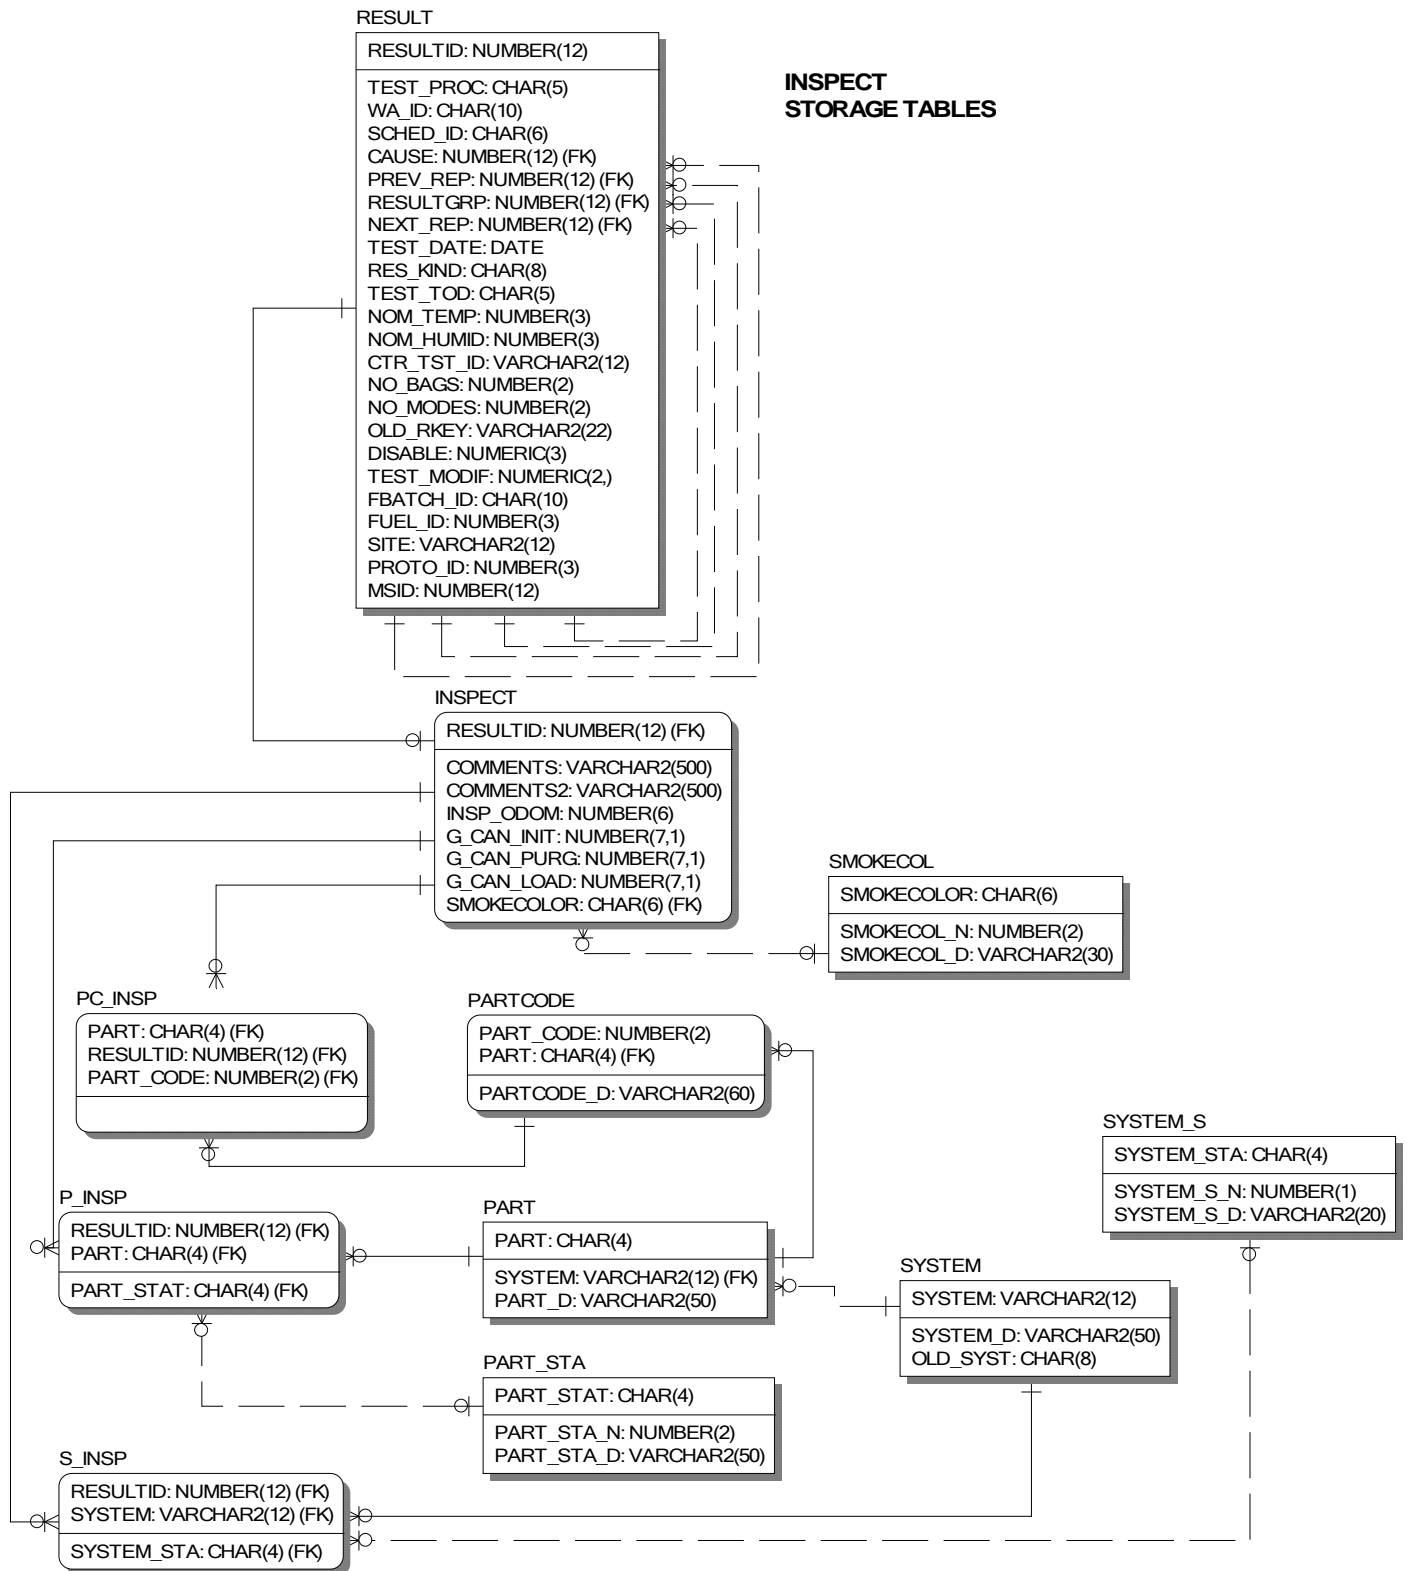 RESULT
RESULTID: NUMBER(12)
TEST_PROC: CHAR(5)
WA_ID: CHAR(10)
SCHED_ID: CHAR(6)
CAUSE: NUMBER(12) (FK)
PREV_REP: NUMBER(12) (FK)
RESULTGRP: NUMBER(12) (FK)
NEXT_REP: NUMBER(12) (FK)
TEST_DATE: DATE
RES_KIND: CHAR(8)
TEST_TOD: CHAR(5)
NOM_TEMP: NUMBER(3)
NOM_HUMID: NUMBER(3)
CTR_TST_ID: VARCHAR2(12)
NO_BAGS: NUMBER(2)
NO_MODES: NUMBER(2)
OLD_RKEY: VARCHAR2(22)
DISABLE: NUMERIC(3)
TEST_MODIF: NUMERIC(2,)
FBATCH_ID: CHAR(10)
FUEL_ID: NUMBER(3)
SITE: VARCHAR2(12)
PROTO_ID: NUMBER(3)
MSID: NUMBER(12)
INSPECT
STORAGE TABLES
INSPECT
RESULTID: NUMBER(12) (FK)
COMMENTS: VARCHAR2(500)
COMMENTS2: VARCHAR2(500)
INSP_ODOM: NUMBER(6)
G_CAN_INIT: NUMBER(7,1)
G_CAN_PURG: NUMBER(7,1)
G_CAN_LOAD: NUMBER(7,1)
SMOKECOLOR: CHAR(6) (FK)
SMOKECOL
SMOKECOLOR: CHAR(6)
SMOKECOL_N: NUMBER(2)
SMOKECOL_D: VARCHAR2(30)
PC_INSP
PART: CHAR(4) (FK)
RESULTID: NUMBER(12) (FK)
PART_CODE: NUMBER(2) (FK)
PARTCODE
PART_CODE: NUMBER(2)
PART: CHAR(4) (FK)
PARTCODE_D: VARCHAR2(60)
SYSTEM_S
SYSTEM_STA: CHAR(4)
SYSTEM_S_N: NUMBER(1)
SYSTEM_S_D: VARCHAR2(20)
P_INSP
RESULTID: NUMBER(12) (FK)
PART: CHAR(4) (FK)
PART_STAT: CHAR(4) (FK)
PART
PART: CHAR(4)
SYSTEM: VARCHAR2(12) (FK)
PART_D: VARCHAR2(50)
SYSTEM
SYSTEM: VARCHAR2(12)
SYSTEM_D: VARCHAR2(50)
OLD_SYST: CHAR(8)
PART_STA
PART_STAT: CHAR(4)
PART_STA_N: NUMBER(2)
PART_STA_D: VARCHAR2(50)
S_INSP
RESULTID: NUMBER(12) (FK)
SYSTEM: VARCHAR2(12) (FK)
SYSTEM_STA: CHAR(4) (FK)